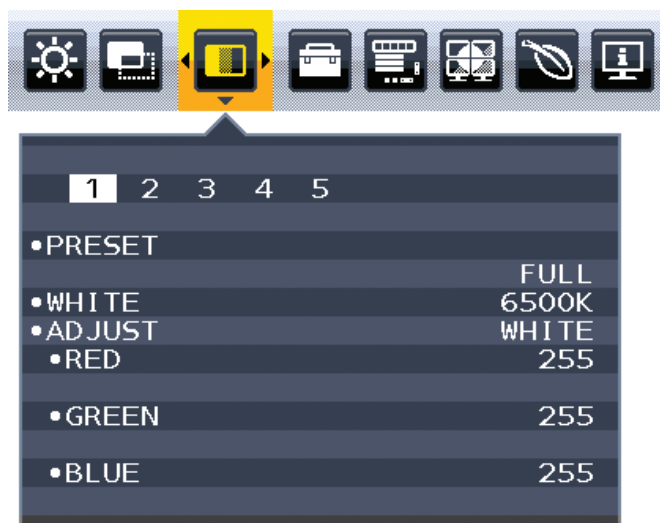 1 2 3 4 5
•PRESET
FULL
•WHITE 6500K
•ADJUST WHITE
•RED 255
•GREEN 255
•BLUE 255